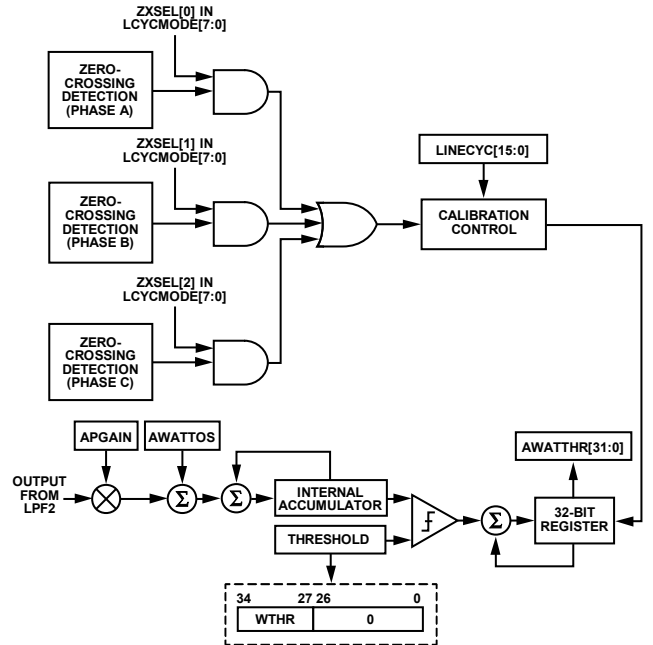 ZXSEL[0] IN
LCYCMODE[7:0]
ZERO-
CROSSING
DETECTION
(PHASE A)
ZXSEL[1] IN
LCYCMODE[7:0]
LINECYC[15:0]
ZERO-
CROSSING
DETECTION
(PHASE B)
CALIBRATION
CONTROL
ZXSEL[2] IN
LCYCMODE[7:0]
ZERO-
CROSSING
DETECTION
(PHASE C)
APGAIN
AWATTOS
AWATTHR[31:0]
OUTPUT
FROM
LPF2
Σ
Σ
INTERNAL
ACCUMULATOR
Σ
32-BIT
REGISTER
THRESHOLD
34 27 26 0
WTHR 0